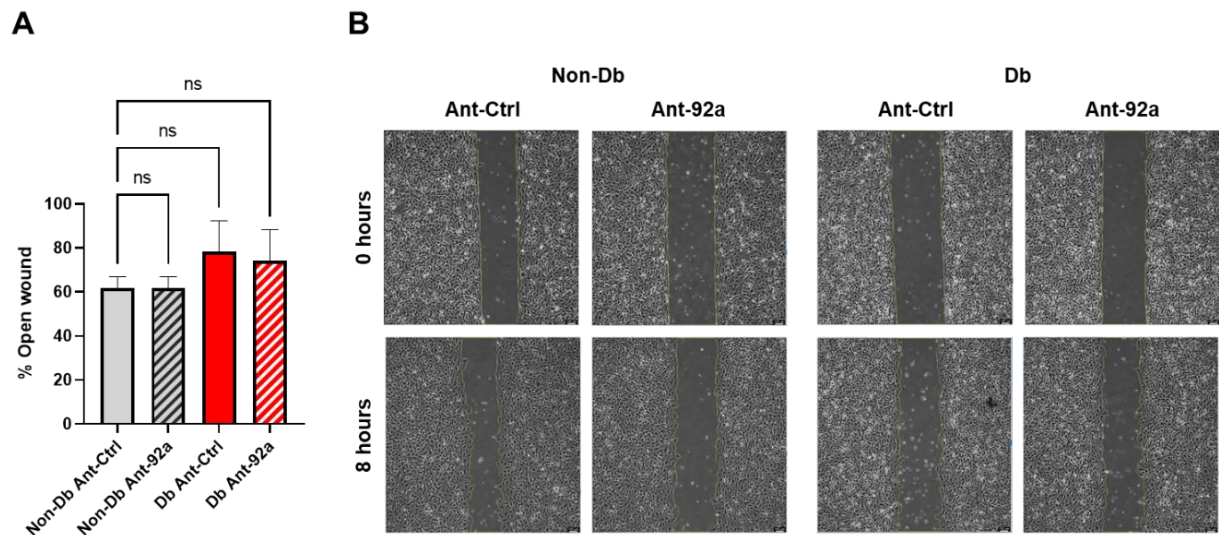 A
ns
ns
ns
% Open wound
100
80
60
40
20
0
Non-Db Ant-Ctrl
Non-Db Ant-92a
Db Ant-Ctrl
Db Ant-92a
B
Non-Db Db
Ant-Ctrl Ant-92a Ant-Ctrl Ant-92a
0 hours
8 hours